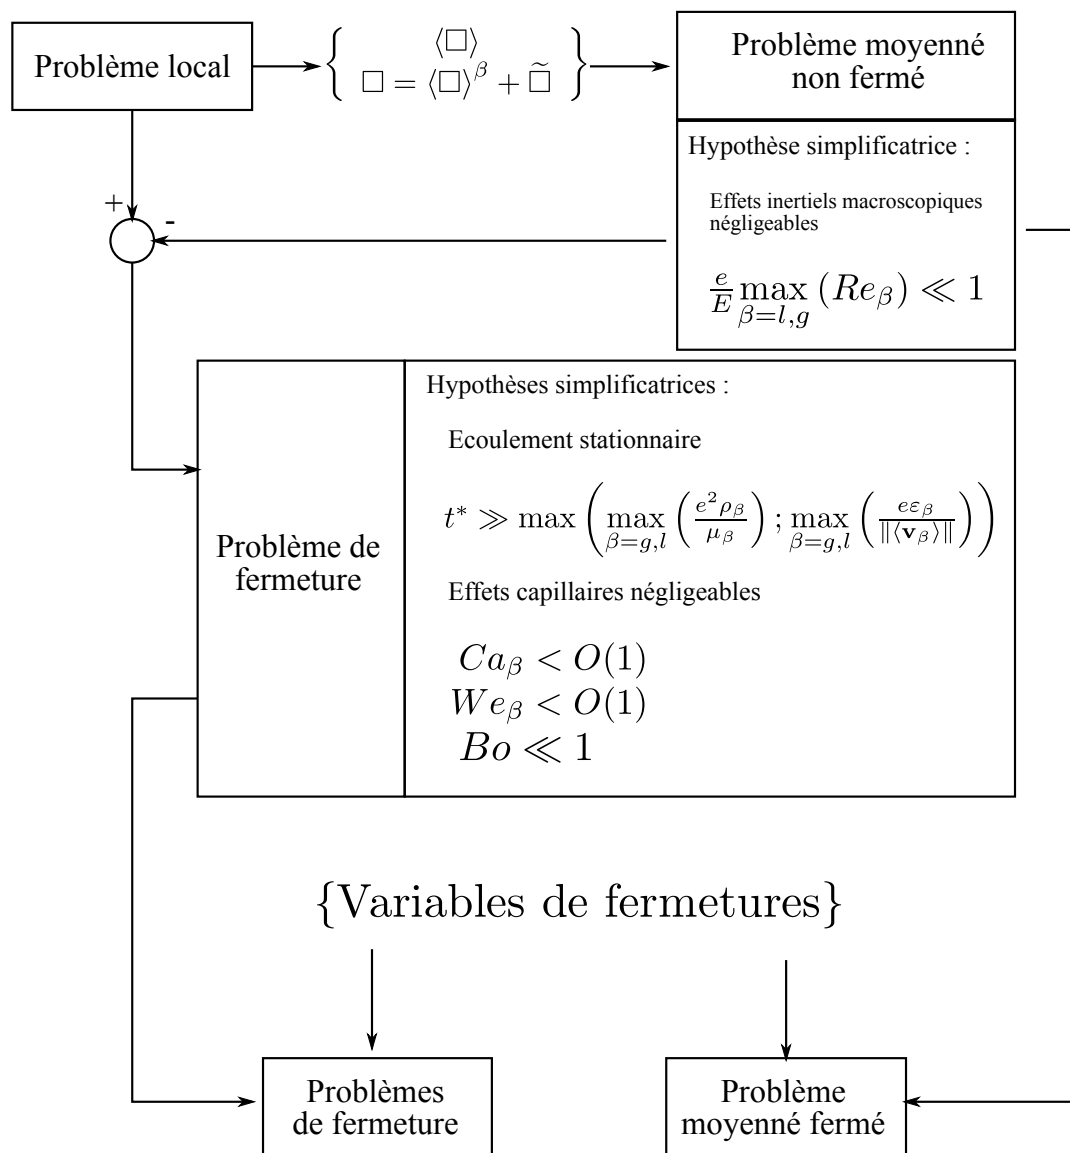 Problème local
⟨□⟩
□ = ⟨□⟩^β + □̃
Problème moyenné
non fermé
Hypothèse simplificatrice :
Effets inertiels macroscopiques
négligeables
e/E max_{β=l,g} (Re_β) ≪ 1
+
-
Problème de
fermeture
Hypothèses simplificatrices :
Ecoulement stationnaire
t* ≫ max ( max_{β=g,l} ( e²ρ_β / μ_β ) ; max_{β=g,l} ( eε_β / ‖⟨v_β⟩‖ ) )
Effets capillaires négligeables
Ca_β < O(1)
We_β < O(1)
Bo ≪ 1
{Variables de fermetures}
Problèmes
de fermeture
Problème
moyenné fermé